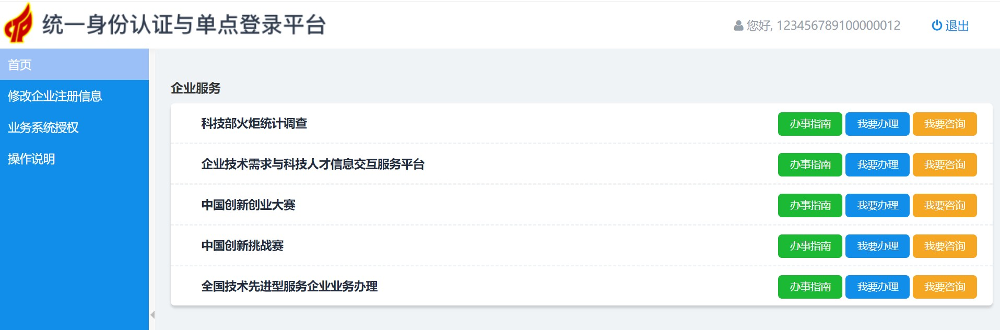 统一身份认证与单点登录平台
您好, 123456789100000012 退出
首页
修改企业注册信息
业务系统授权
操作说明
企业服务
科技部火炬统计调查 办事指南 我要办理 我要咨询
企业技术需求与科技人才信息交互服务平台 办事指南 我要办理 我要咨询
中国创新创业大赛 办事指南 我要办理 我要咨询
中国创新挑战赛 办事指南 我要办理 我要咨询
全国技术先进型服务企业业务办理 办事指南 我要办理 我要咨询